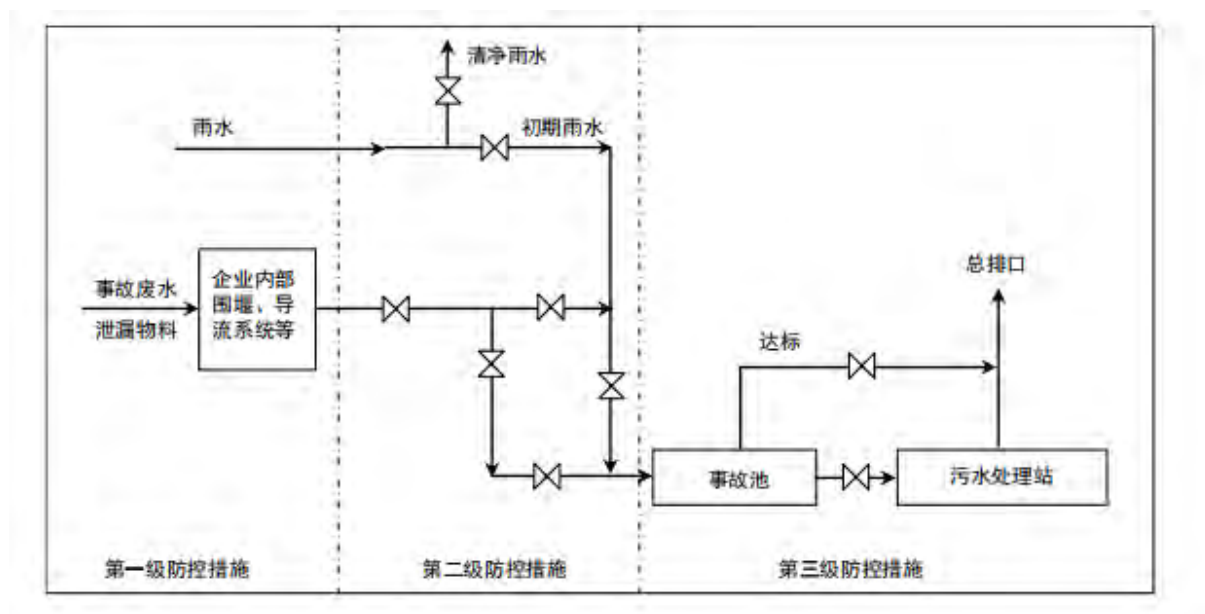 清净雨水
雨水
初期雨水
事故废水
泄漏物料
企业内部
围堰、导
流系统等
总排口
达标
事故池
污水处理站
第一级防控措施
第二级防控措施
第三级防控措施